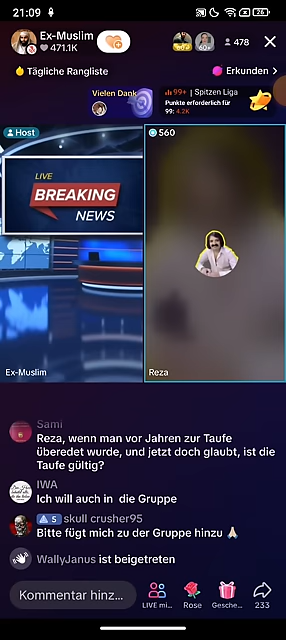 21:09
26
Ex-Muslim
471.1K
60+
478
Tägliche Rangliste
Erkunden
Vielen Dank
99+ | Spitzen Liga
Punkte erforderlich für
99: 4.2K
Host
560
LIVE
BREAKING
NEWS
Ex-Muslim
Reza
Sami
Reza, wenn man vor Jahren zur Taufe
überedet wurde, und jetzt doch glaubt, ist die
Taufe gültig?
IWA
Ich will auch in die Gruppe
5 skull crusher95
Bitte fügt mich zu der Gruppe hinzu 🙏🏻
WallyJanus ist beigetreten
Kommentar hinz...
LIVE mi...
Rose
Gesche...
233